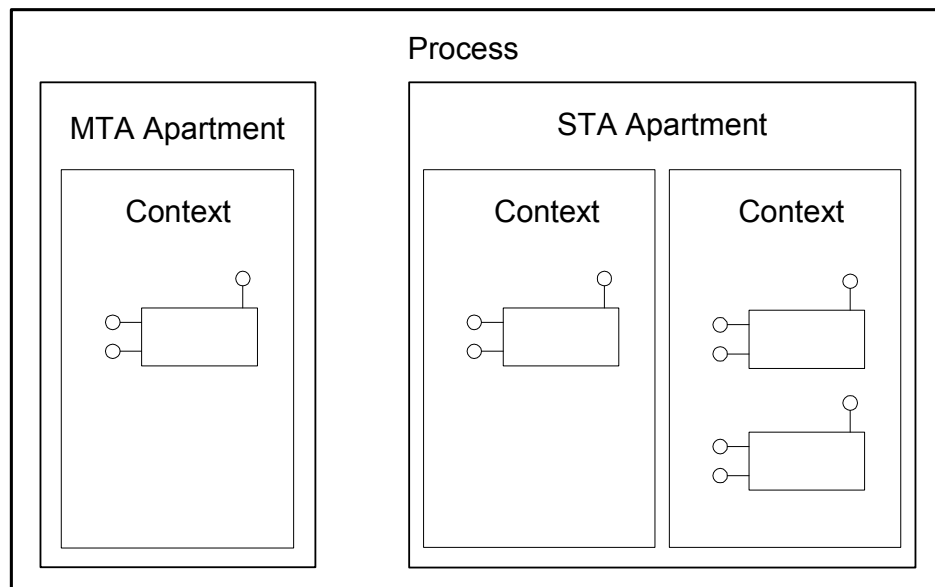 Process
MTA Apartment
STA Apartment
Context
Context
Context